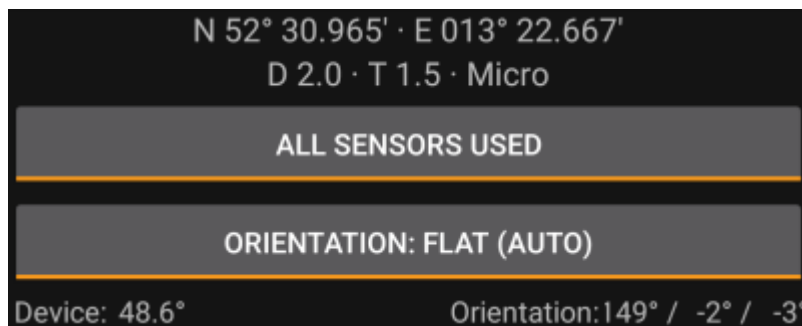 N 52° 30.965' · E 013° 22.667'
D 2.0 · T 1.5 · Micro
ALL SENSORS USED
ORIENTATION: FLAT (AUTO)
Device: 48.6° Orientation:149° / -2° / -3°